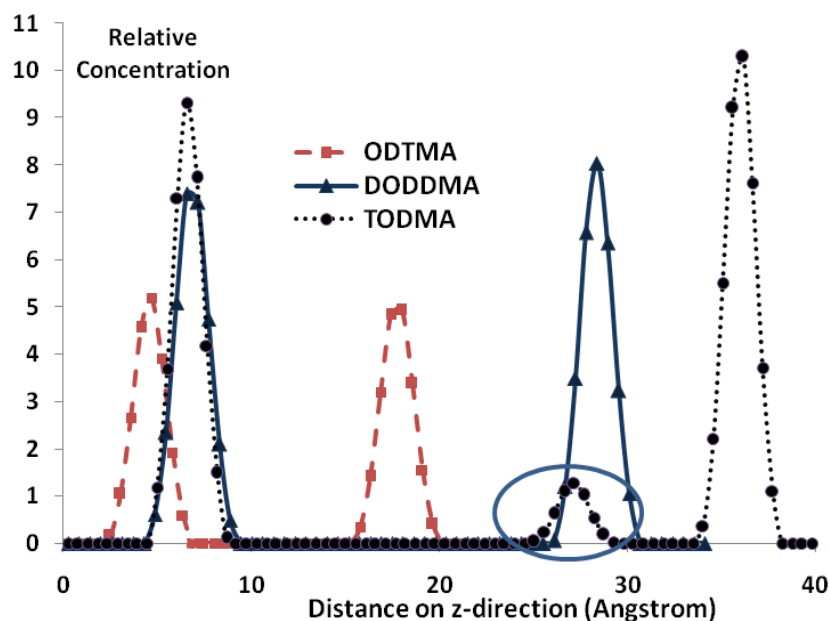 11
10
9
8
7
6
5
4
3
2
1
0
Relative
Concentration
ODTMA
DODDMA
TODMA
0 10 20 30 40
Distance on z-direction (Angstrom)